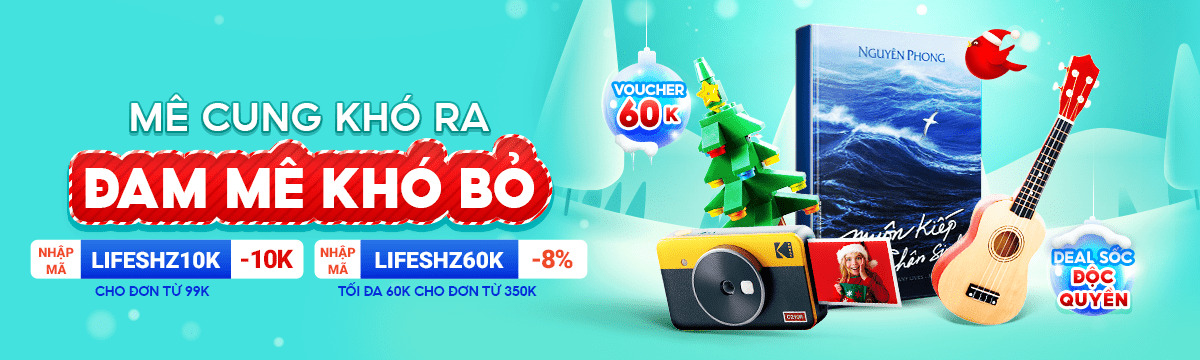 MÊ CUNG KHÓ RA
ĐAM MÊ KHÓ BỎ
NHẬP
MÃ
LIFESHZ10K
-10K
CHO ĐƠN TỪ 99K
NHẬP
MÃ
LIFESHZ60K
-8%
TỐI ĐA 60K CHO ĐƠN TỪ 350K
VOUCHER
60K
NGUYÊN PHONG
Muôn Kiếp
Nhân Sinh
KODAK
C210R
DEAL SỐC
ĐỘC
QUYỀN